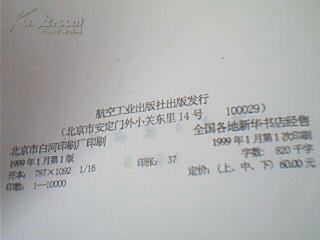 Kongfz.com
航空工业出版社出版发行
(北京市安定门外小关东里14号 100029)
北京市白河印刷厂印刷 全国各地新华书店经售
1999年1月第1版 1999年1月第1次印刷
开本:787×1092 1/16 印张:37 字数:820千字
印数:1—10000 定价:(上、中、下)60.00元